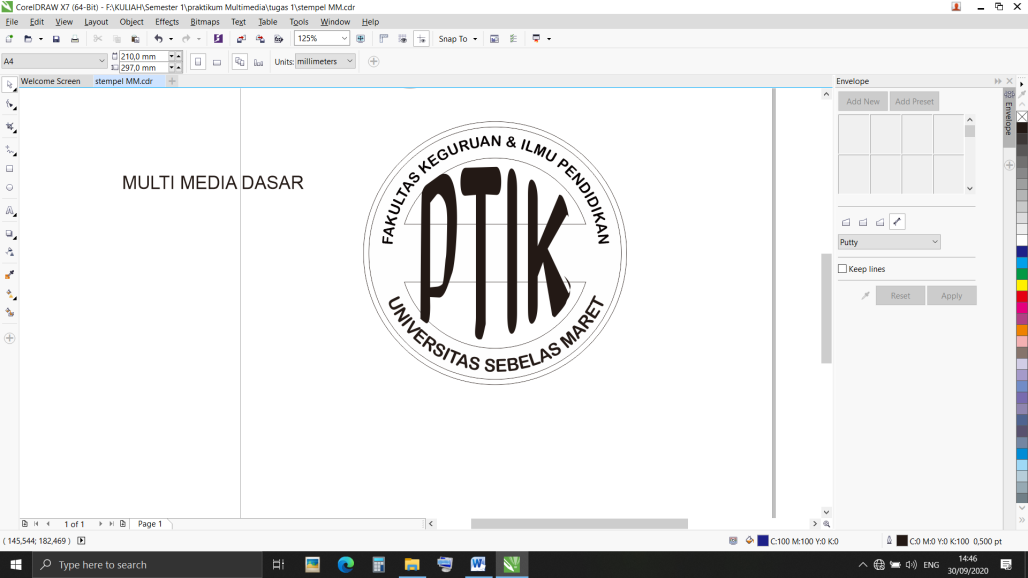 CorelDRAW X7 (64-Bit) - F:\KULIAH\Semester 1\praktikum Multimedia\tugas 1\stempel MM.cdr
File Edit View Layout Object Effects Bitmaps Text Table Tools Window Help
125% Snap To
A4 210,0 mm 297,0 mm Units: millimeters
Welcome Screen stempel MM.cdr
MULTI MEDIA DASAR
FAKULTAS KEGURUAN & ILMU PENDIDIKAN
PTIK
UNIVERSITAS SEBELAS MARET
Envelope
Add New Add Preset
Putty
Keep lines
Reset Apply
Envelope
1 of 1 Page 1
( 145,544; 182,469 ) C:100 M:100 Y:0 K:0 C:0 M:0 Y:0 K:100 0,500 pt
Type here to search ENG 14:46
30/09/2020